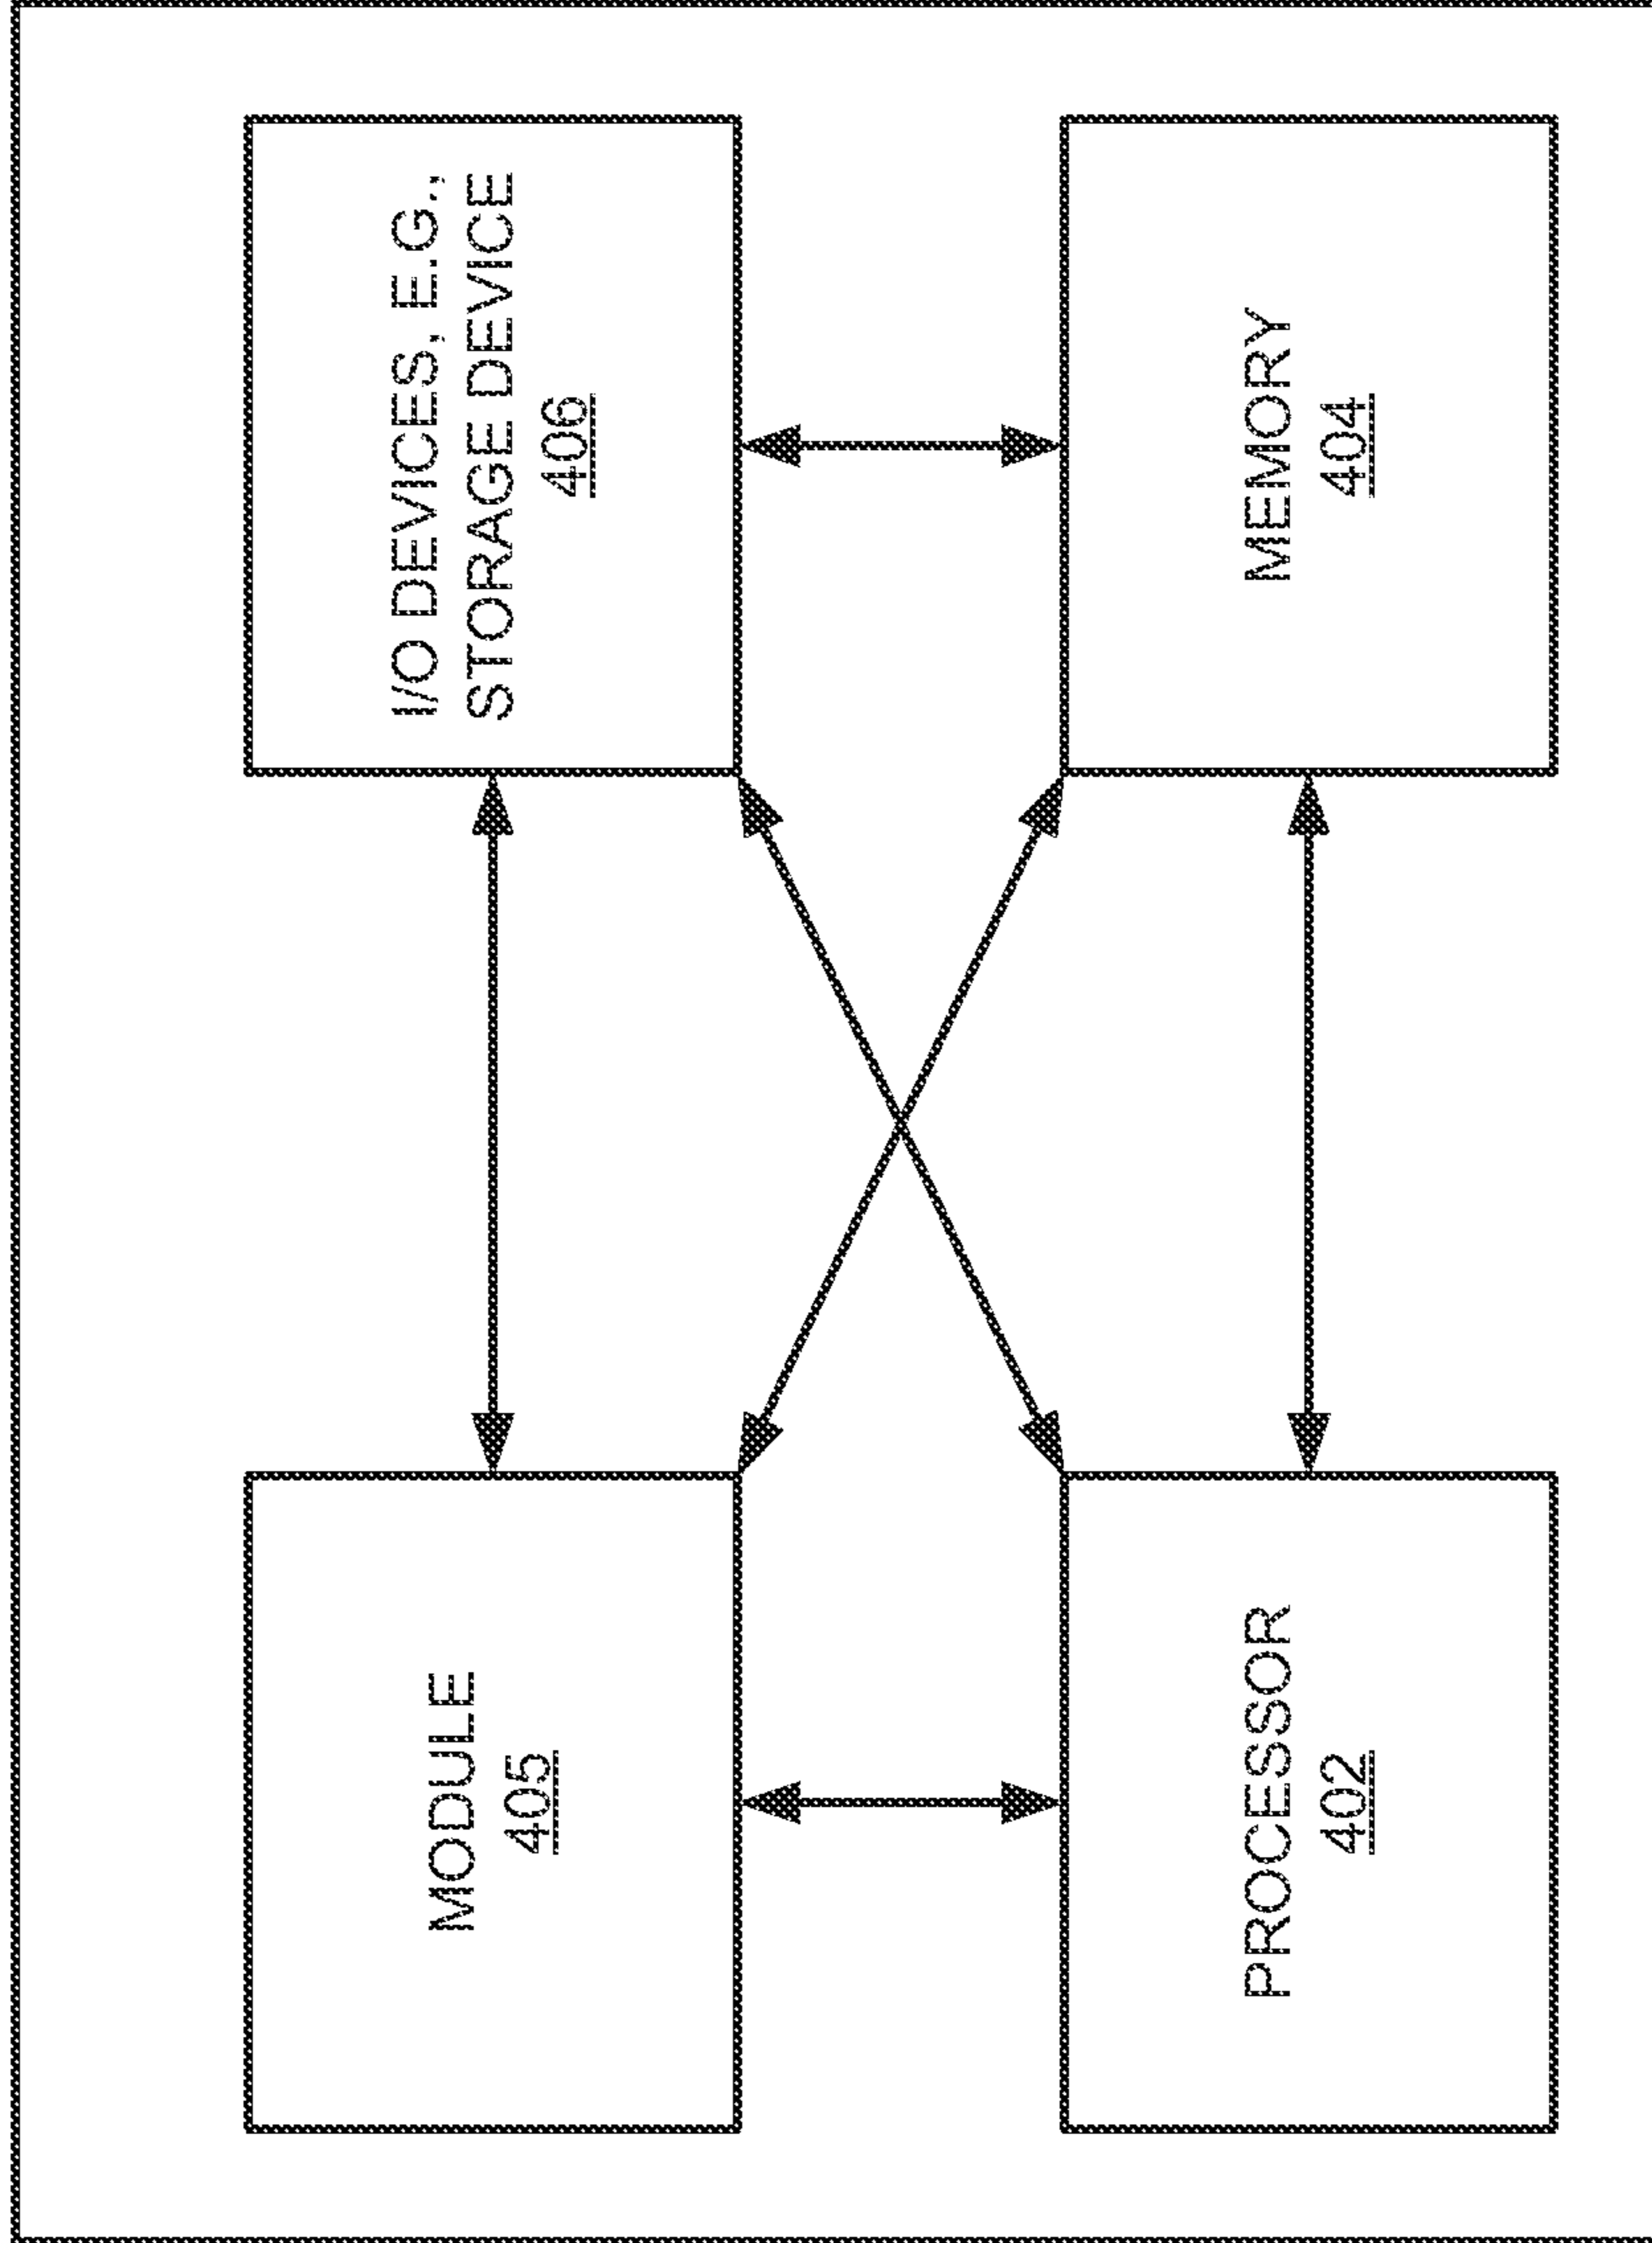 MODULE
405
I/O DEVICES, E.G.,
STORAGE DEVICE
406
PROCESSOR
402
MEMORY
404